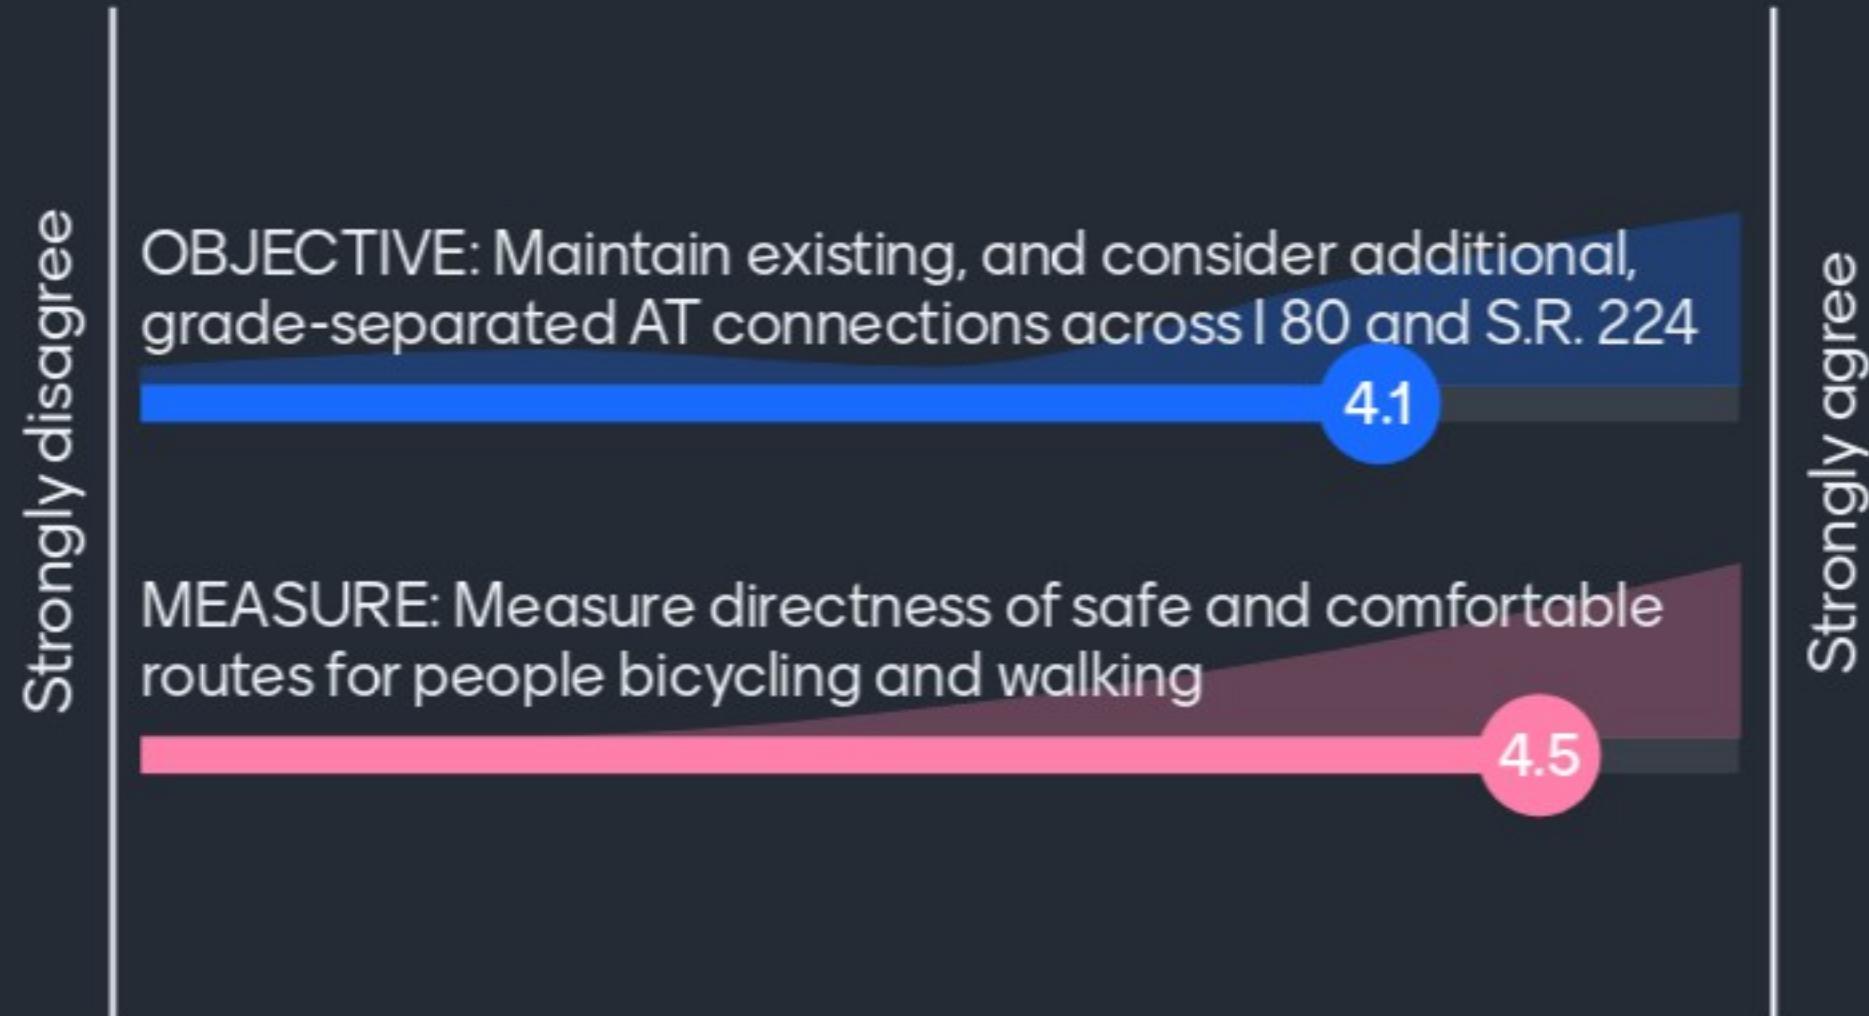 Strongly disagree
OBJECTIVE: Maintain existing, and consider additional,
grade-separated AT connections across I 80 and S.R. 224
4.1
MEASURE: Measure directness of safe and comfortable
routes for people bicycling and walking
4.5
Strongly agree